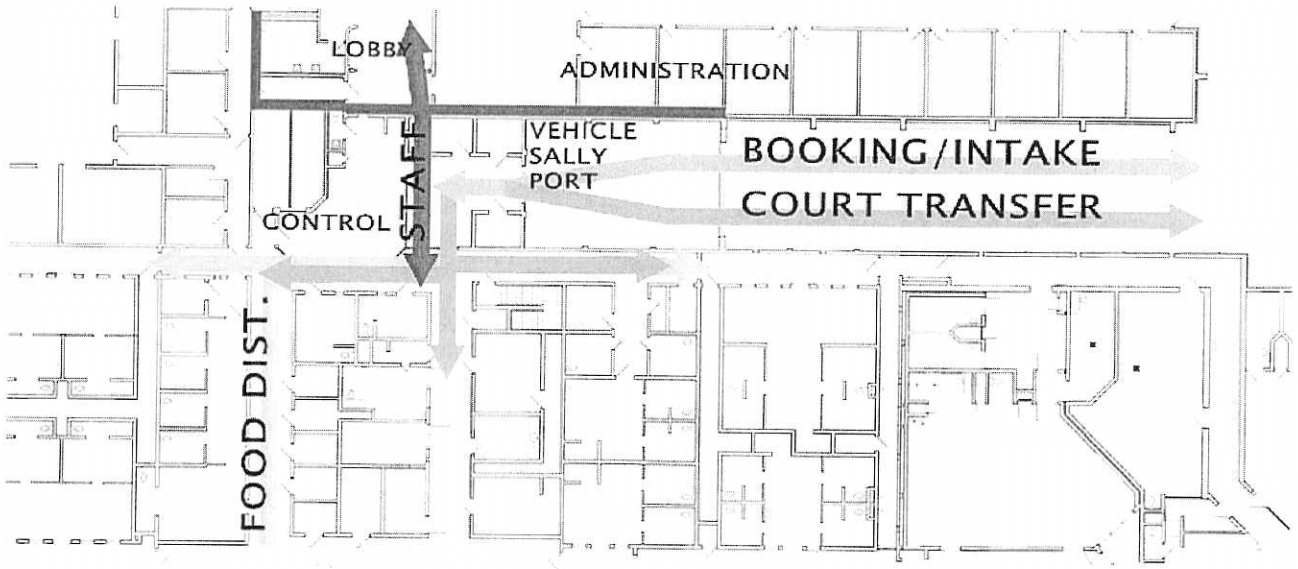 LOBBY
ADMINISTRATION
STAFF
VEHICLE
SALLY
PORT
BOOKING/INTAKE
COURT TRANSFER
CONTROL
FOOD DIST.